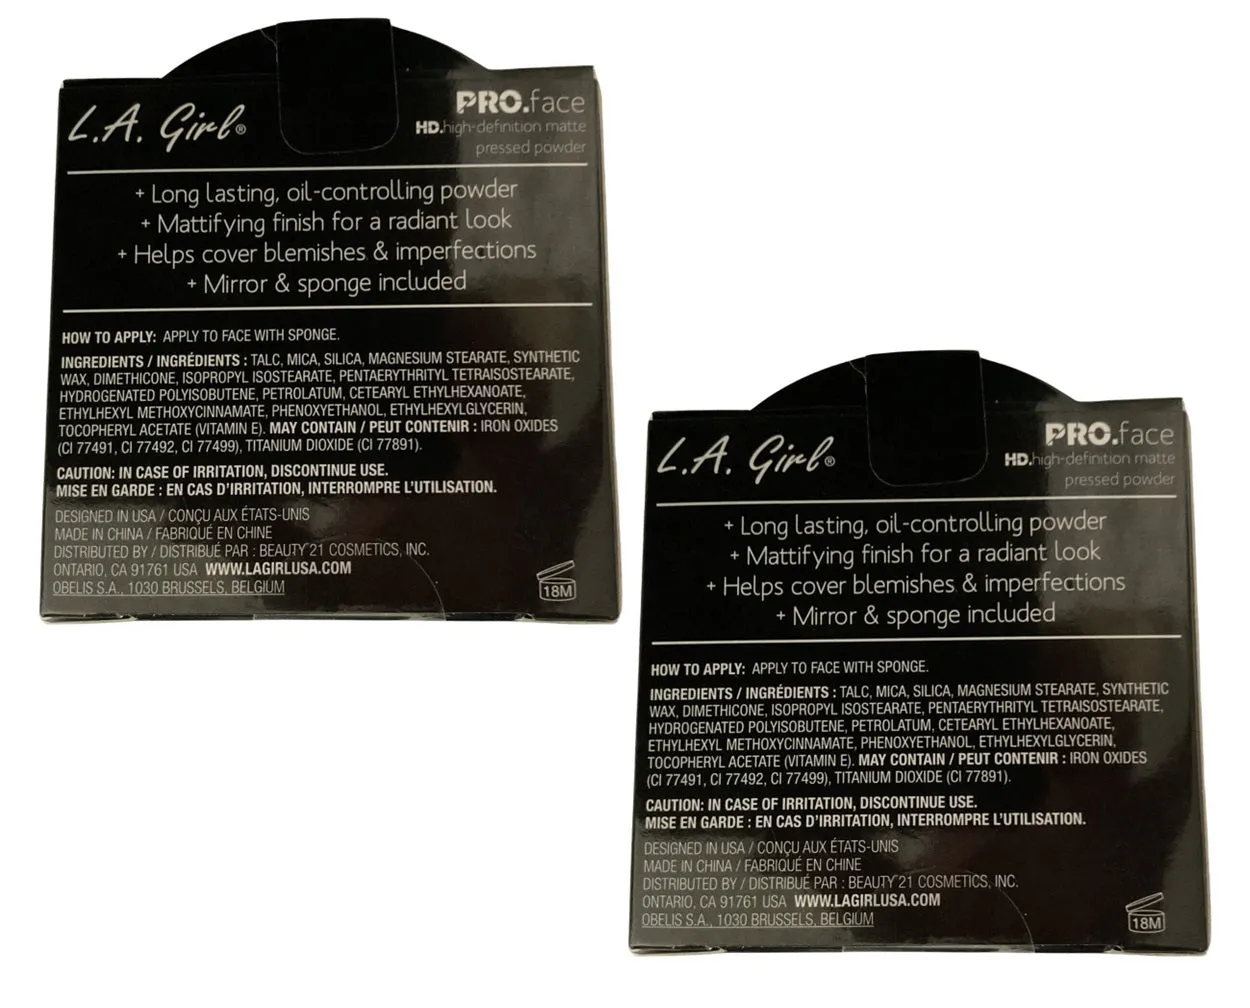 L.A. Girl®
PRO.face
HD.high-definition matte
pressed powder
+ Long lasting, oil-controlling powder
+ Mattifying finish for a radiant look
+ Helps cover blemishes & imperfections
+ Mirror & sponge included
HOW TO APPLY: APPLY TO FACE WITH SPONGE.
INGREDIENTS / INGRÉDIENTS : TALC, MICA, SILICA, MAGNESIUM STEARATE, SYNTHETIC
WAX, DIMETHICONE, ISOPROPYL ISOSTEARATE, PENTAERYTHRITYL TETRAISOSTEARATE,
HYDROGENATED POLYISOBUTENE, PETROLATUM, CETEARYL ETHYLHEXANOATE,
ETHYLHEXYL METHOXYCINNAMATE, PHENOXYETHANOL, ETHYLHEXYLGLYCERIN,
TOCOPHERYL ACETATE (VITAMIN E). MAY CONTAIN / PEUT CONTENIR : IRON OXIDES
(CI 77491, CI 77492, CI 77499), TITANIUM DIOXIDE (CI 77891).
CAUTION: IN CASE OF IRRITATION, DISCONTINUE USE.
MISE EN GARDE : EN CAS D'IRRITATION, INTERROMPRE L'UTILISATION.
DESIGNED IN USA / CONÇU AUX ÉTATS-UNIS
MADE IN CHINA / FABRIQUÉ EN CHINE
DISTRIBUTED BY / DISTRIBUÉ PAR : BEAUTY 21 COSMETICS, INC.
ONTARIO, CA 91761 USA WWW.LAGIRLUSA.COM
OBELIS S.A., 1030 BRUSSELS, BELGIUM
18M
L.A. Girl®
PRO.face
HD.high-definition matte
pressed powder
+ Long lasting, oil-controlling powder
+ Mattifying finish for a radiant look
+ Helps cover blemishes & imperfections
+ Mirror & sponge included
HOW TO APPLY: APPLY TO FACE WITH SPONGE.
INGREDIENTS / INGRÉDIENTS : TALC, MICA, SILICA, MAGNESIUM STEARATE, SYNTHETIC
WAX, DIMETHICONE, ISOPROPYL ISOSTEARATE, PENTAERYTHRITYL TETRAISOSTEARATE,
HYDROGENATED POLYISOBUTENE, PETROLATUM, CETEARYL ETHYLHEXANOATE,
ETHYLHEXYL METHOXYCINNAMATE, PHENOXYETHANOL, ETHYLHEXYLGLYCERIN,
TOCOPHERYL ACETATE (VITAMIN E). MAY CONTAIN / PEUT CONTENIR : IRON OXIDES
(CI 77491, CI 77492, CI 77499), TITANIUM DIOXIDE (CI 77891).
CAUTION: IN CASE OF IRRITATION, DISCONTINUE USE.
MISE EN GARDE : EN CAS D'IRRITATION, INTERROMPRE L'UTILISATION.
DESIGNED IN USA / CONÇU AUX ÉTATS-UNIS
MADE IN CHINA / FABRIQUÉ EN CHINE
DISTRIBUTED BY / DISTRIBUÉ PAR : BEAUTY 21 COSMETICS, INC.
ONTARIO, CA 91761 USA WWW.LAGIRLUSA.COM
OBELIS S.A., 1030 BRUSSELS, BELGIUM
18M